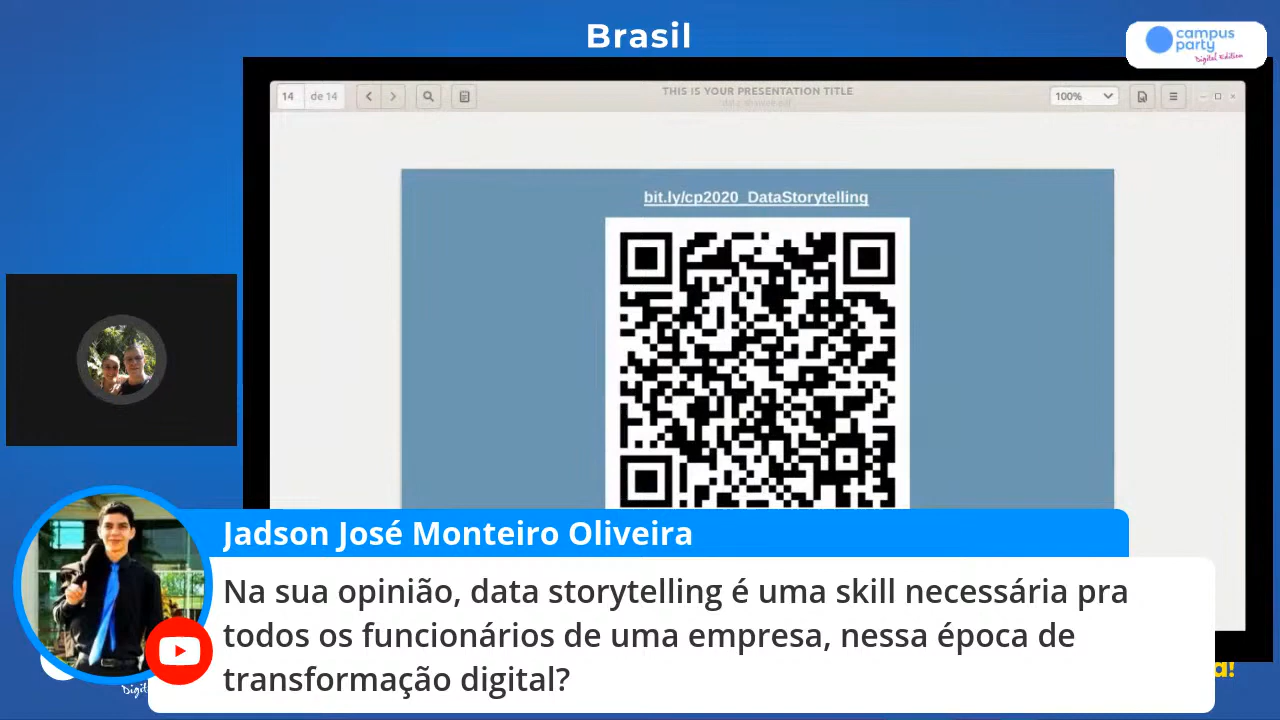 Brasil
campus
party
Digital Edition
14 de 14
THIS IS YOUR PRESENTATION TITLE
100%
bit.ly/cp2020_DataStorytelling
Jadson José Monteiro Oliveira
Na sua opinião, data storytelling é uma skill necessária pra
todos os funcionários de uma empresa, nessa época de
transformação digital?